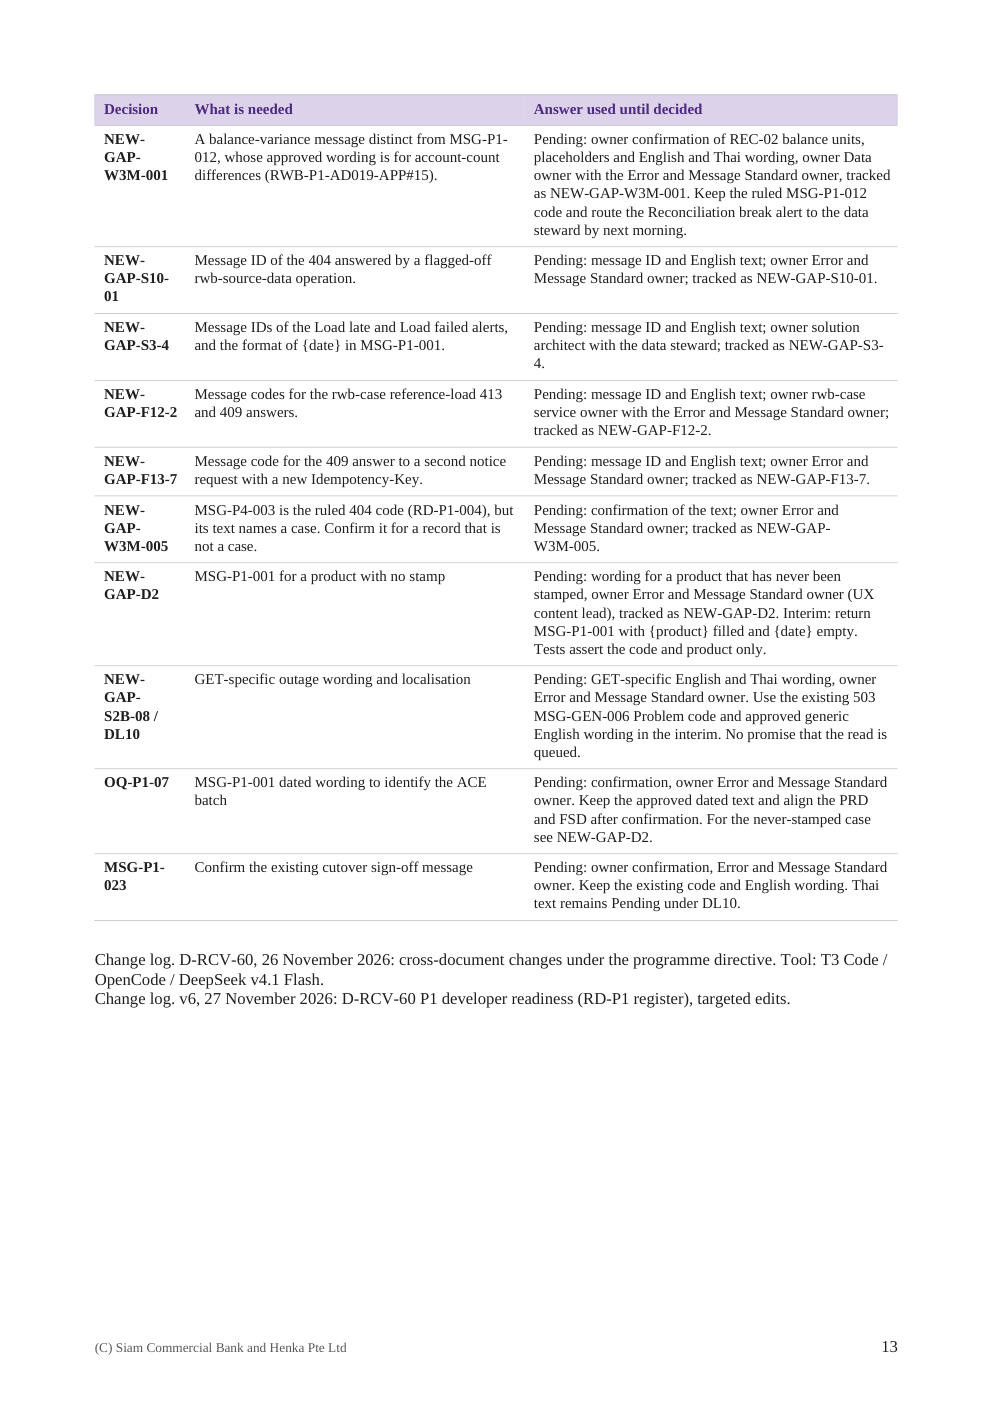 Decision What is needed Answer used until decided
NEW-
GAP-
W3M-001
A balance-variance message distinct from MSG-P1-
012, whose approved wording is for account-count
differences (RWB-P1-AD019-APP#15).
Pending: owner confirmation of REC-02 balance units,
placeholders and English and Thai wording, owner Data
owner with the Error and Message Standard owner, tracked
as NEW-GAP-W3M-001. Keep the ruled MSG-P1-012
code and route the Reconciliation break alert to the data
steward by next morning.
NEW-
GAP-S10-
01
Message ID of the 404 answered by a flagged-off
rwb-source-data operation.
Pending: message ID and English text; owner Error and
Message Standard owner; tracked as NEW-GAP-S10-01.
NEW-
GAP-S3-4
Message IDs of the Load late and Load failed alerts,
and the format of {date} in MSG-P1-001.
Pending: message ID and English text; owner solution
architect with the data steward; tracked as NEW-GAP-S3-
4.
NEW-
GAP-F12-2
Message codes for the rwb-case reference-load 413
and 409 answers.
Pending: message ID and English text; owner rwb-case
service owner with the Error and Message Standard owner;
tracked as NEW-GAP-F12-2.
NEW-
GAP-F13-7
Message code for the 409 answer to a second notice
request with a new Idempotency-Key.
Pending: message ID and English text; owner Error and
Message Standard owner; tracked as NEW-GAP-F13-7.
NEW-
GAP-
W3M-005
MSG-P4-003 is the ruled 404 code (RD-P1-004), but
its text names a case. Confirm it for a record that is
not a case.
Pending: confirmation of the text; owner Error and
Message Standard owner; tracked as NEW-GAP-
W3M-005.
NEW-
GAP-D2
MSG-P1-001 for a product with no stamp
Pending: wording for a product that has never been
stamped, owner Error and Message Standard owner (UX
content lead), tracked as NEW-GAP-D2. Interim: return
MSG-P1-001 with {product} filled and {date} empty.
Tests assert the code and product only.
NEW-
GAP-
S2B-08 /
DL10
GET-specific outage wording and localisation
Pending: GET-specific English and Thai wording, owner
Error and Message Standard owner. Use the existing 503
MSG-GEN-006 Problem code and approved generic
English wording in the interim. No promise that the read is
queued.
OQ-P1-07
MSG-P1-001 dated wording to identify the ACE
batch
Pending: confirmation, owner Error and Message Standard
owner. Keep the approved dated text and align the PRD
and FSD after confirmation. For the never-stamped case
see NEW-GAP-D2.
MSG-P1-
023
Confirm the existing cutover sign-off message
Pending: owner confirmation, Error and Message Standard
owner. Keep the existing code and English wording. Thai
text remains Pending under DL10.
Change log. D-RCV-60, 26 November 2026: cross-document changes under the programme directive. Tool: T3 Code /
OpenCode / DeepSeek v4.1 Flash.
Change log. v6, 27 November 2026: D-RCV-60 P1 developer readiness (RD-P1 register), targeted edits.
(C) Siam Commercial Bank and Henka Pte Ltd 13